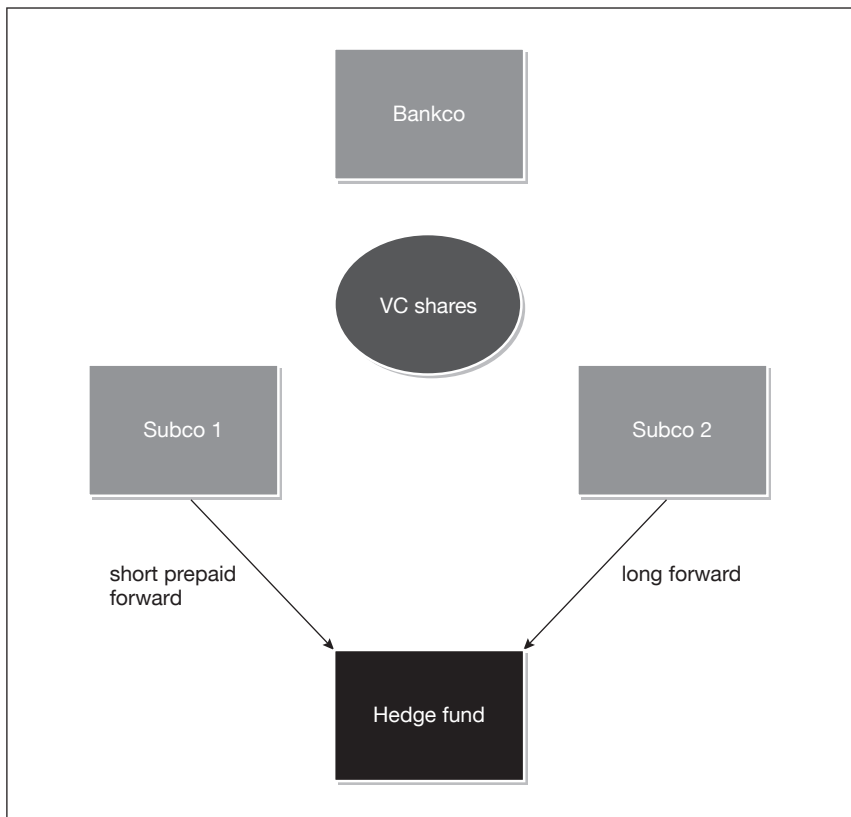 Bankco
VC shares
Subco 1
Subco 2
short prepaid
forward
long forward
Hedge fund